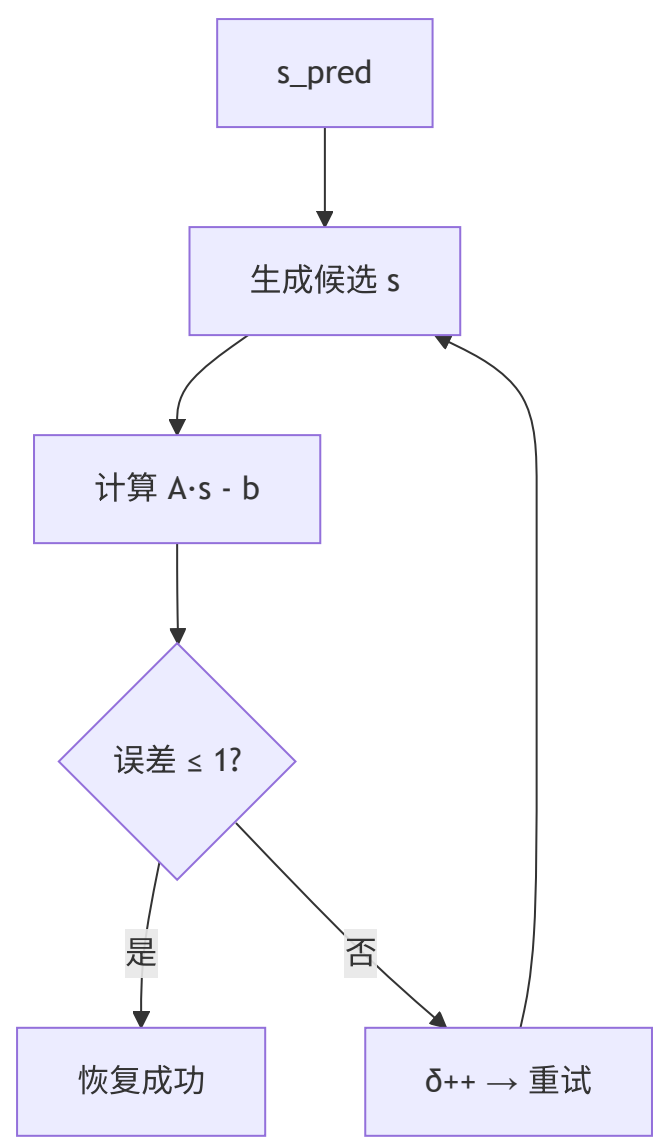 s_pred
生成候选 s
计算 A·s - b
误差 ≤ 1?
是
否
恢复成功
δ++ → 重试